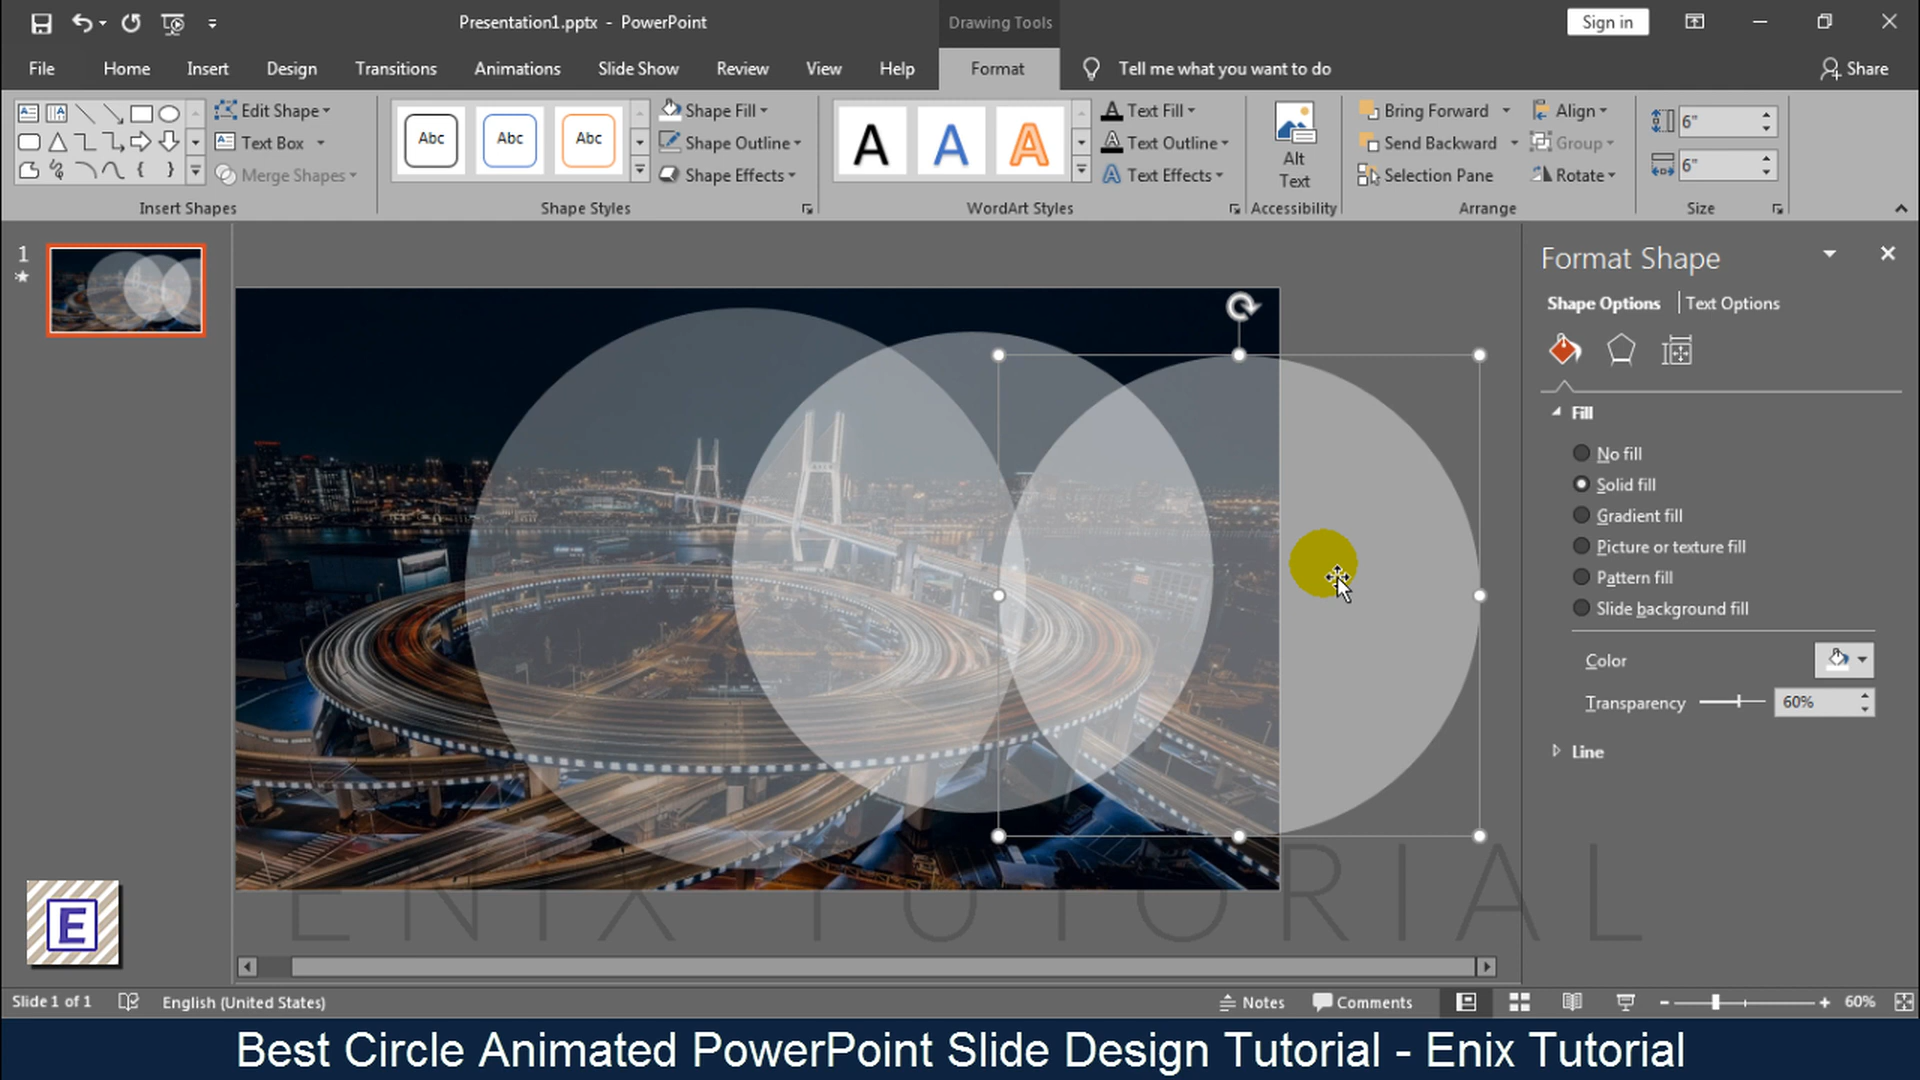 Presentation1.pptx - PowerPoint
Drawing Tools
Sign in
File Home Insert Design Transitions Animations Slide Show Review View Help Format Tell me what you want to do Share
Edit Shape
Text Box
Merge Shapes
Insert Shapes
Abc Abc Abc
Shape Fill
Shape Outline
Shape Effects
Shape Styles
A A A
Text Fill
Text Outline
Text Effects
WordArt Styles
Alt
Text
Accessibility
Bring Forward
Send Backward
Selection Pane
Align
Group
Rotate
Arrange
6"
6"
Size
1
Format Shape
Shape Options Text Options
Fill
No fill
Solid fill
Gradient fill
Picture or texture fill
Pattern fill
Slide background fill
Color
Transparency 60%
Line
ENIX TUTORIAL
E
Slide 1 of 1 English (United States) Notes Comments 60%
Best Circle Animated PowerPoint Slide Design Tutorial - Enix Tutorial